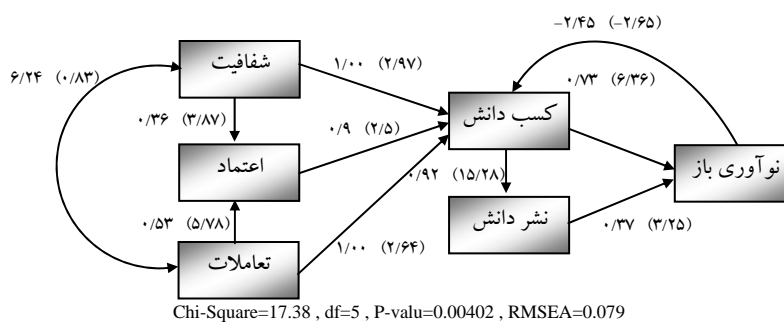 −۲/۴۵ (−۲/۶۵)
شفافیت
۱/۰۰ (۲/۹۷)
۶/۲۴ (۰/۸۳)
۰/۷۳ (۶/۳۶)
کسب دانش
۰/۳۶ (۳/۸۷)
۰/۹ (۲/۵)
اعتماد
نوآوری باز
۰/۹۲ (۱۵/۲۸)
نشر دانش
۰/۵۳ (۵/۷۸)
۰/۳۷ (۳/۲۵)
۱/۰۰ (۲/۶۴)
تعاملات
Chi-Square=17.38 , df=5 , P-valu=0.00402 , RMSEA=0.079